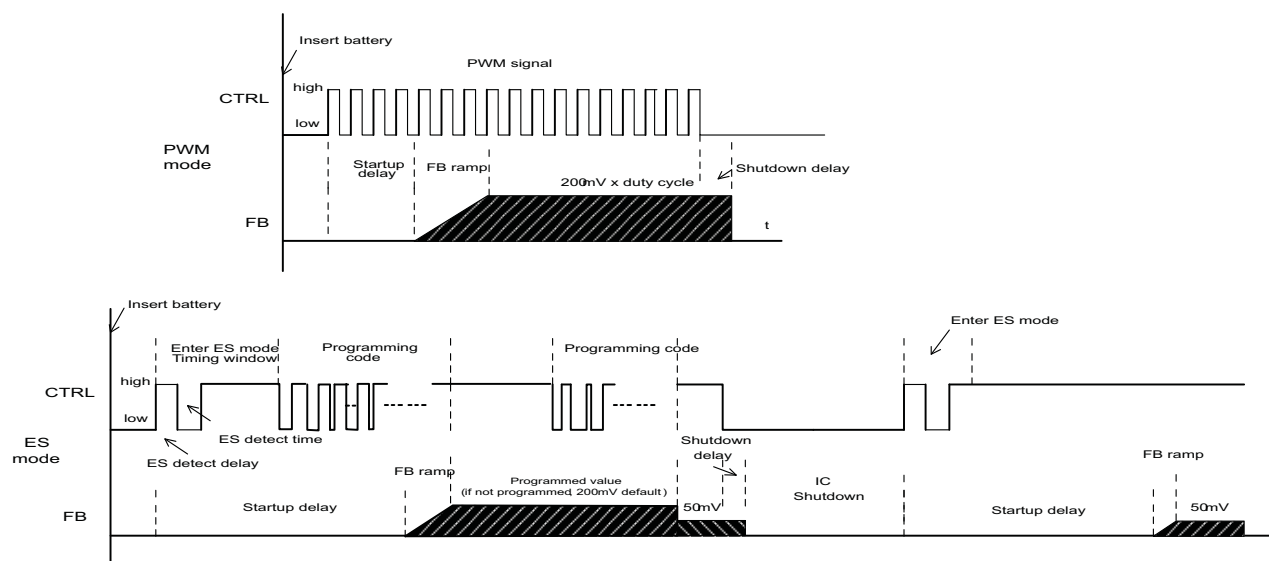 Insert battery
PWM signal
high
CTRL
low
PWM
mode
Startup
delay
FB ramp
Shutdown delay
200mV x duty cycle
FB
t
Insert battery
Enter ES mode
Enter ES mode
Timing window
Programming
code
Programming code
high
CTRL
low
ES detect time
ES
mode
ES detect delay
Shutdown
delay
FB ramp
FB ramp
Programmed value
(if not programmed, 200mV default)
IC
Shutdown
Startup delay
50mV
Startup delay
50mV
FB